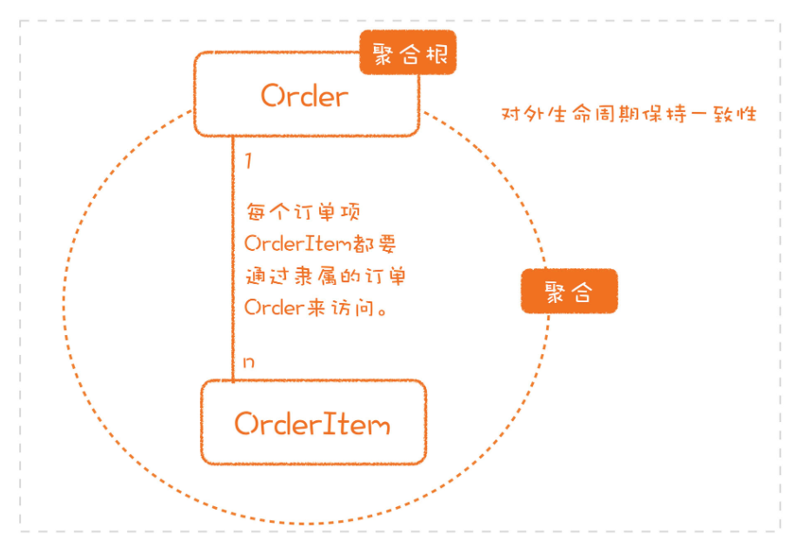 聚合根
Order
对外生命周期保持一致性
1
每个订单项
OrderItem都要
通过隶属的订单
Order来访问。
聚合
n
OrderItem